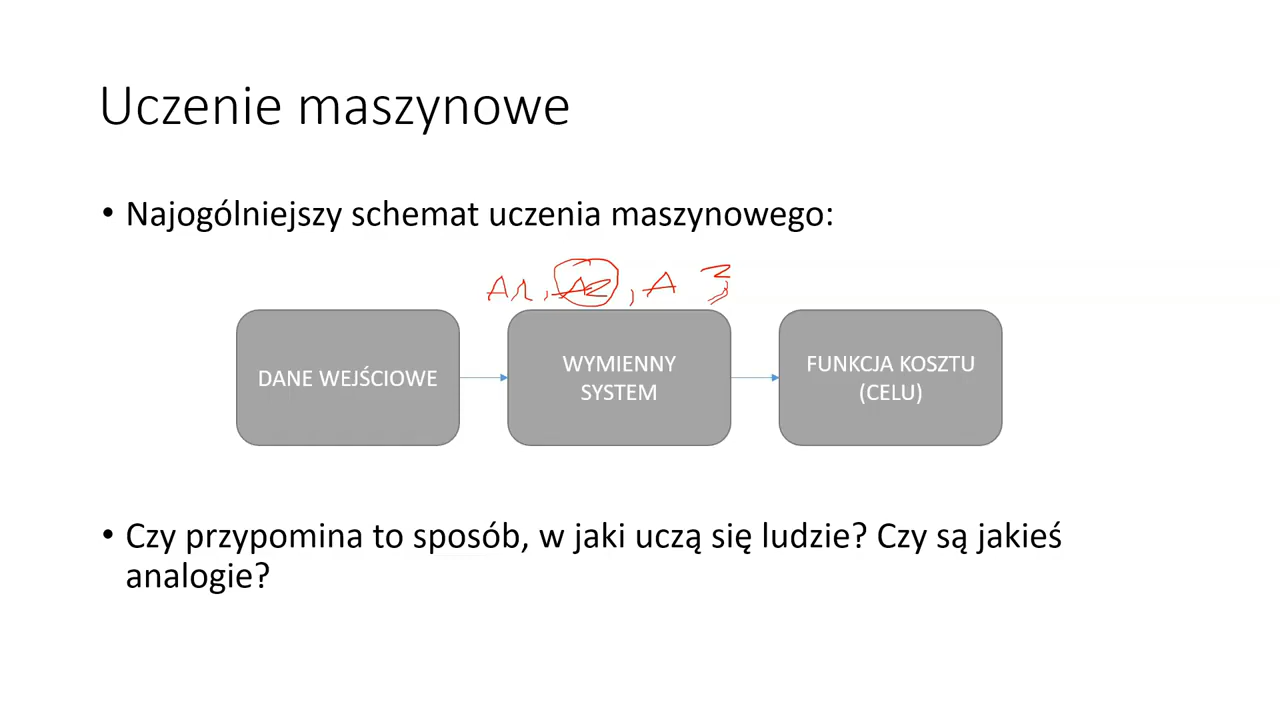 Uczenie maszynowe
• Najogólniejszy schemat uczenia maszynowego:
A1, A2, A3
DANE WEJŚCIOWE
WYMIENNY
SYSTEM
FUNKCJA KOSZTU
(CELU)
• Czy przypomina to sposób, w jaki uczą się ludzie? Czy są jakieś
analogie?